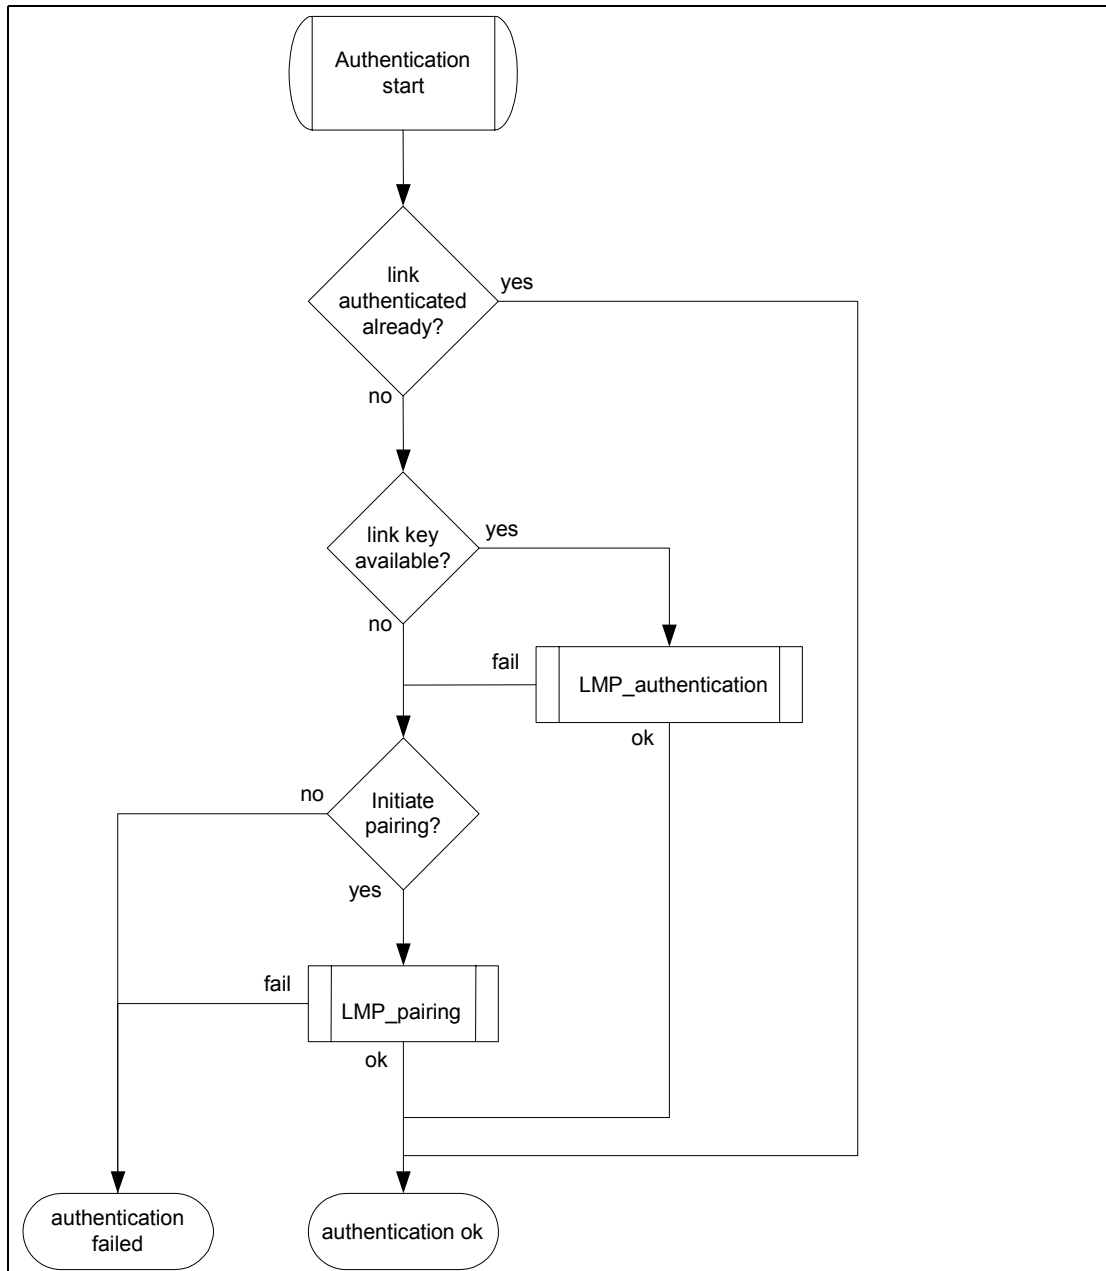 Authentication
start
link
authenticated
already?
yes
no
link key
available?
yes
no
fail
LMP_authentication
ok
no
Initiate
pairing?
yes
fail
LMP_pairing
ok
authentication
failed
authentication ok